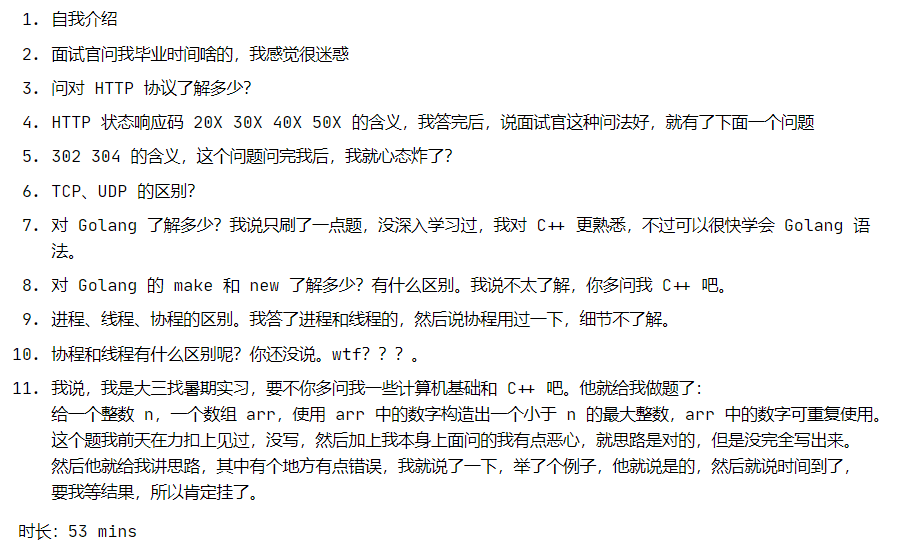 1. 自我介绍
2. 面试官问我毕业时间啥的，我感觉很迷惑
3. 问对 HTTP 协议了解多少？
4. HTTP 状态响应码 20X 30X 40X 50X 的含义，我答完后，说面试官这种问法好，就有了下面一个问题
5. 302 304 的含义，这个问题问完我后，我就心态炸了？
6. TCP、UDP 的区别？
7. 对 Golang 了解多少？我说只刷了一点题，没深入学习过，我对 C++ 更熟悉，不过可以很快学会 Golang 语
法。
8. 对 Golang 的 make 和 new 了解多少？有什么区别。我说不太了解，你多问我 C++ 吧。
9. 进程、线程、协程的区别。我答了进程和线程的，然后说协程用过一下，细节不了解。
10. 协程和线程有什么区别呢？你还没说。wtf？？？。
11. 我说，我是大三找暑期实习，要不你多问我一些计算机基础和 C++ 吧。他就给我做题了：
给一个整数 n，一个数组 arr，使用 arr 中的数字构造出一个小于 n 的最大整数，arr 中的数字可重复使用。
这个题我前天在力扣上见过，没写，然后加上我本身上面问的我有点恶心，就思路是对的，但是没完全写出来。
然后他就给我讲思路，其中有个地方有点错误，我就说了一下，举了个例子，他就说是的，然后就说时间到了，
要我等结果，所以肯定挂了。
时长：53 mins